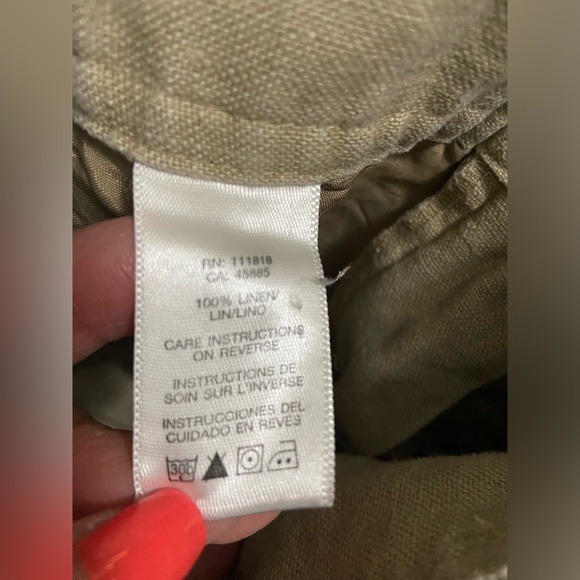 RN: 111818
CA: 45885
100% LINEN/
LIN/LINO
CARE INSTRUCTIONS
ON REVERSE
INSTRUCTIONS DE
SOIN SUR L'INVERSE
INSTRUCCIONES DEL
CUIDADO EN REVES
30C